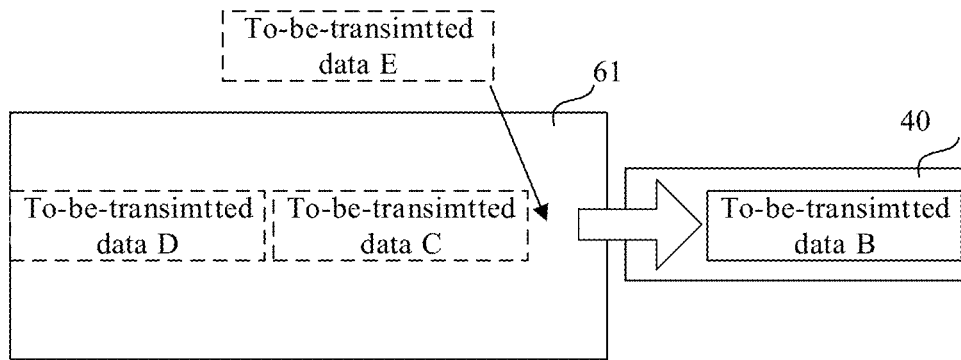 To-be-transimtted
data E
61
40
To-be-transimtted
data D
To-be-transimtted
data C
To-be-transimtted
data B